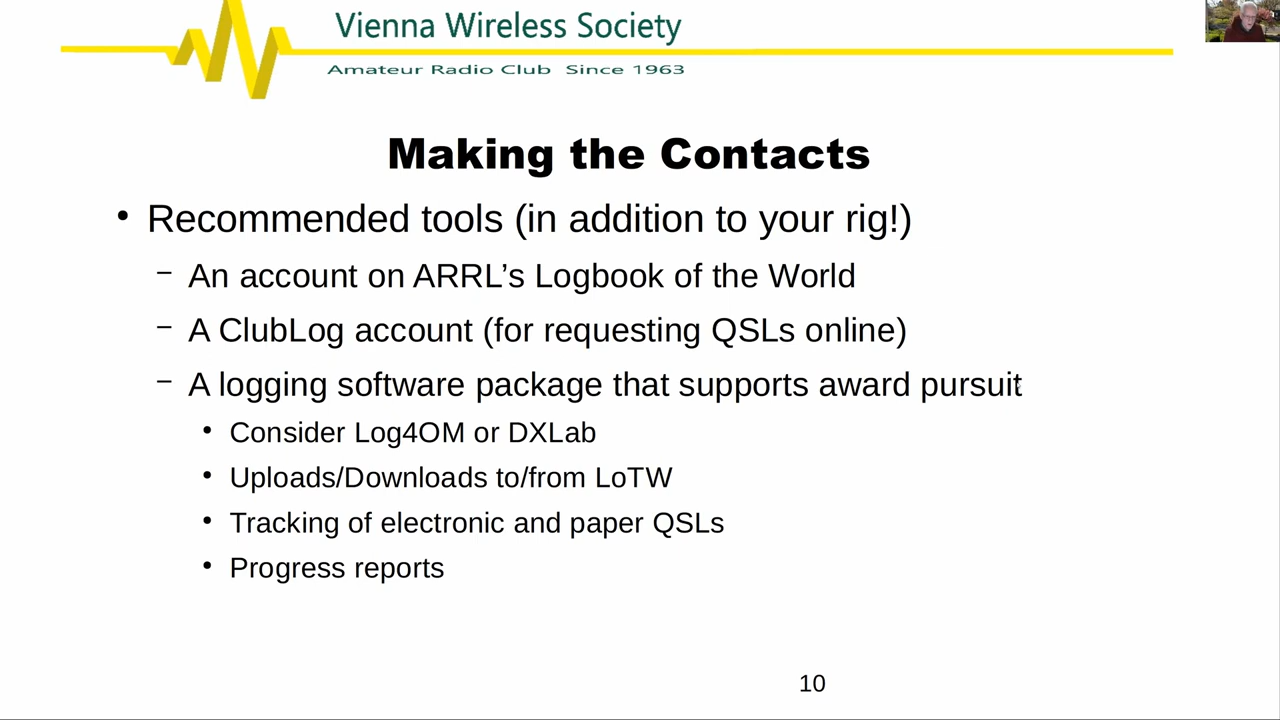 Vienna Wireless Society
Amateur Radio Club Since 1963
Making the Contacts
• Recommended tools (in addition to your rig!)
– An account on ARRL’s Logbook of the World
– A ClubLog account (for requesting QSLs online)
– A logging software package that supports award pursuit
• Consider Log4OM or DXLab
• Uploads/Downloads to/from LoTW
• Tracking of electronic and paper QSLs
• Progress reports
10